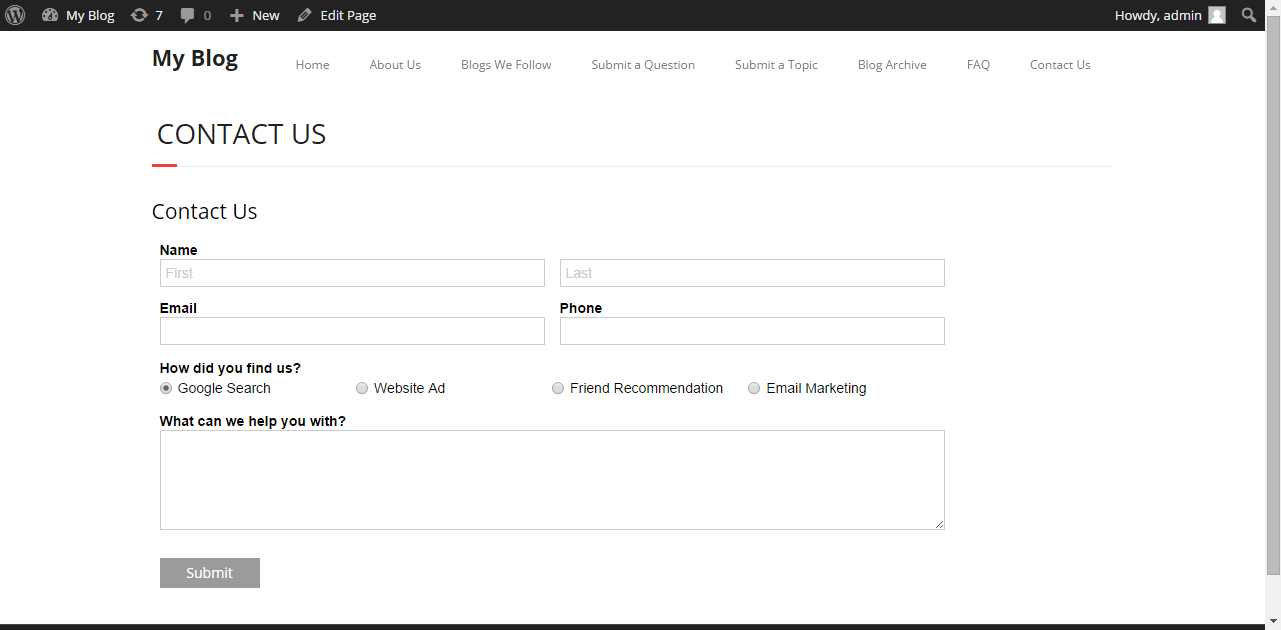 My Blog 7 0 New Edit Page Howdy, admin
My Blog Home About Us Blogs We Follow Submit a Question Submit a Topic Blog Archive FAQ Contact Us
CONTACT US
Contact Us
Name
First Last
Email Phone
How did you find us?
Google Search Website Ad Friend Recommendation Email Marketing
What can we help you with?
Submit